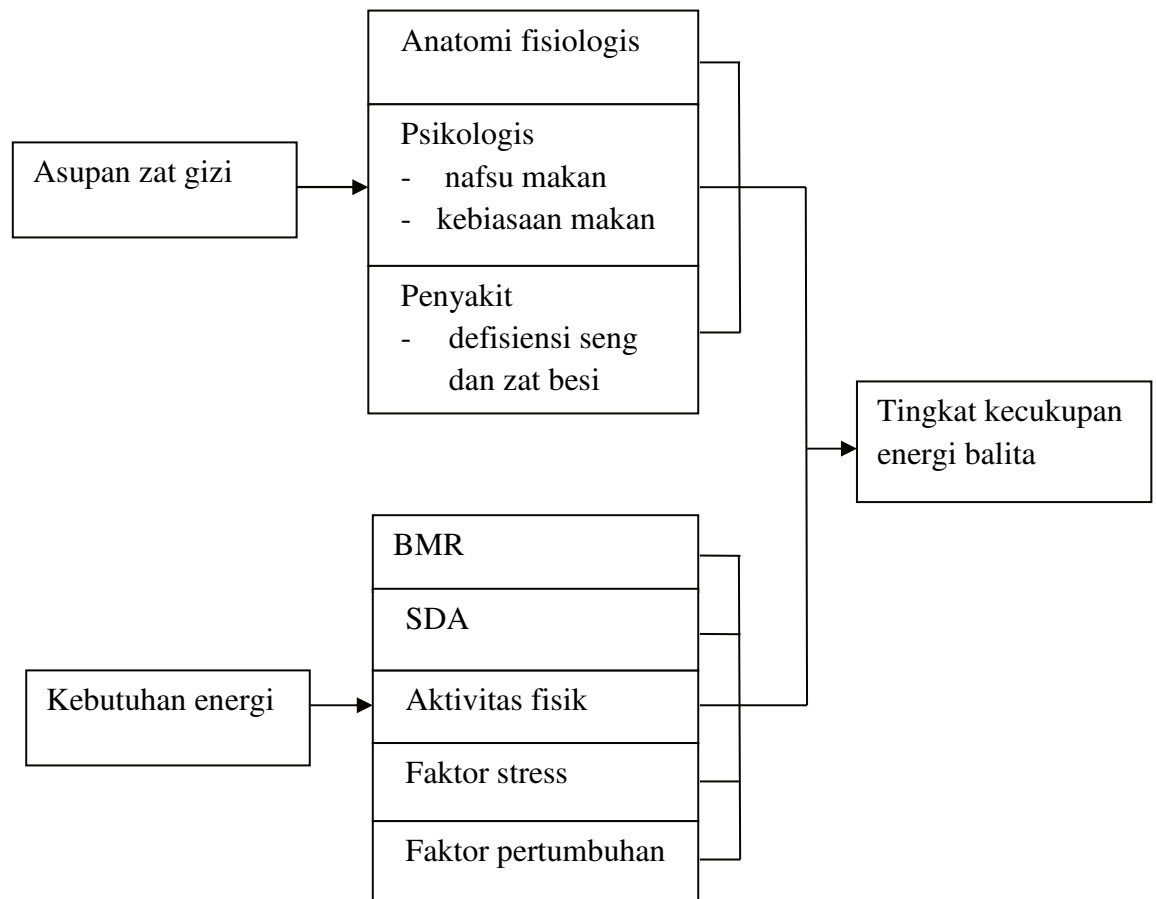 Anatomi fisiologis
Psikologis
- nafsu makan
- kebiasaan makan
Penyakit
- defisiensi seng
dan zat besi
Asupan zat gizi
Tingkat kecukupan
energi balita
BMR
SDA
Aktivitas fisik
Faktor stress
Faktor pertumbuhan
Kebutuhan energi